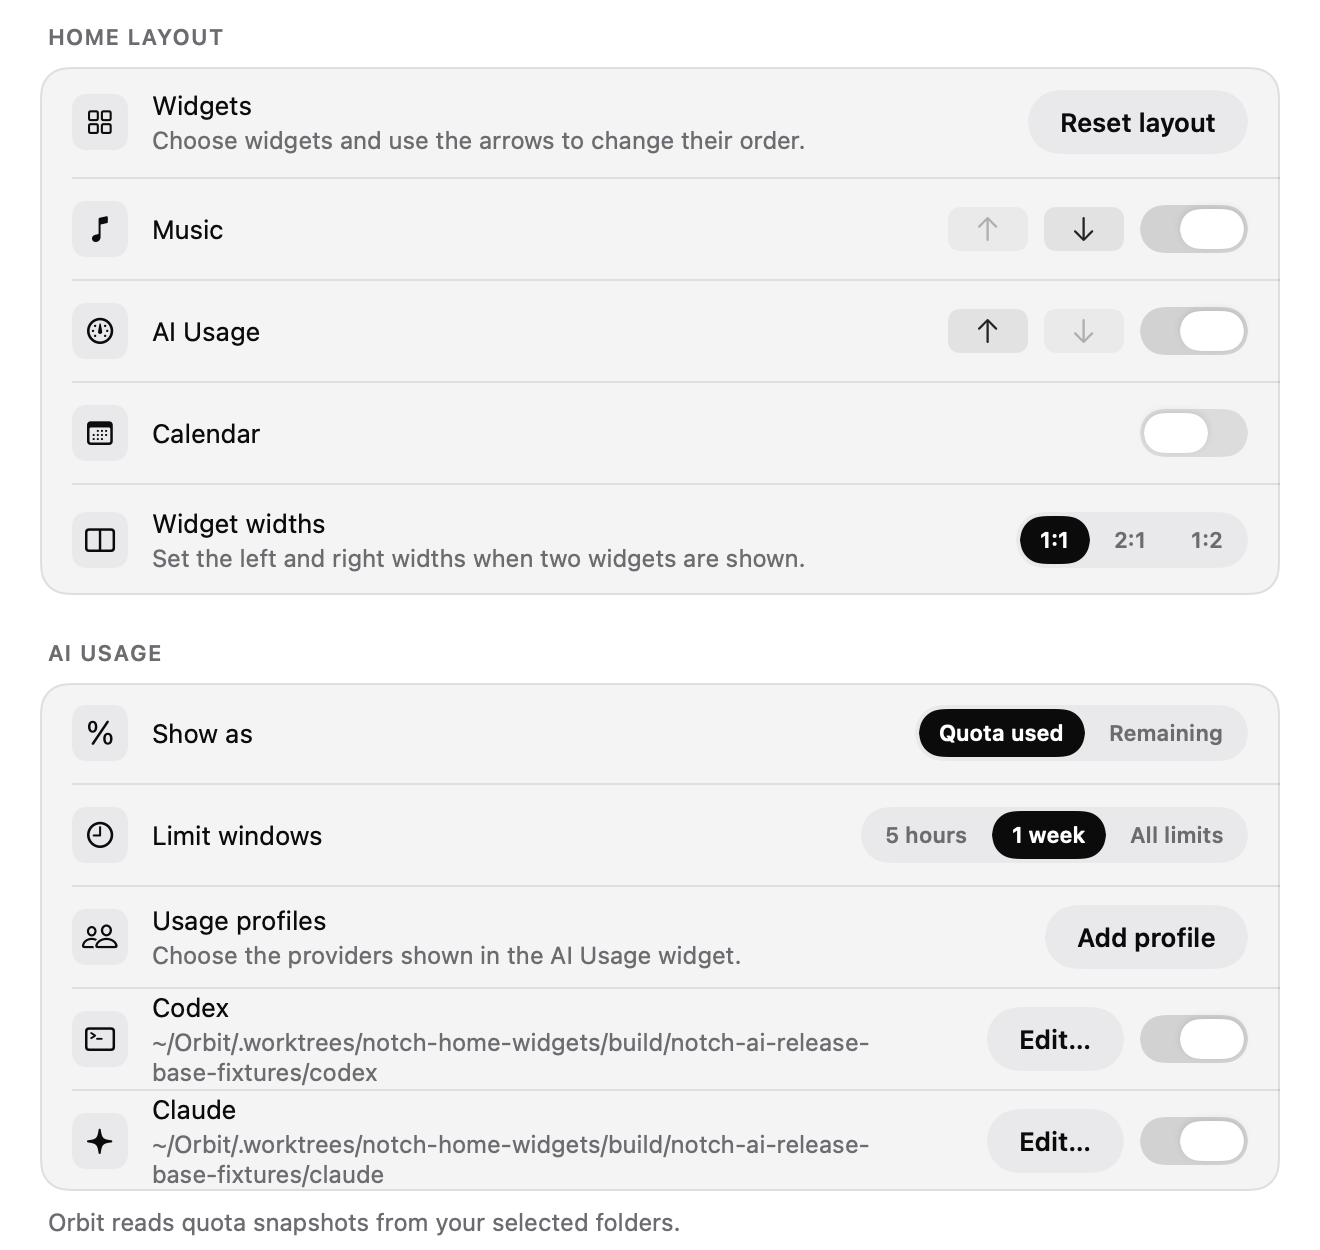 HOME LAYOUT
Widgets
Choose widgets and use the arrows to change their order.
Reset layout
Music
AI Usage
Calendar
Widget widths
Set the left and right widths when two widgets are shown.
1:1 2:1 1:2
AI USAGE
Show as
Quota used Remaining
Limit windows
5 hours 1 week All limits
Usage profiles
Choose the providers shown in the AI Usage widget.
Add profile
Codex
~/Orbit/.worktrees/notch-home-widgets/build/notch-ai-release-
base-fixtures/codex
Edit...
Claude
~/Orbit/.worktrees/notch-home-widgets/build/notch-ai-release-
base-fixtures/claude
Edit...
Orbit reads quota snapshots from your selected folders.